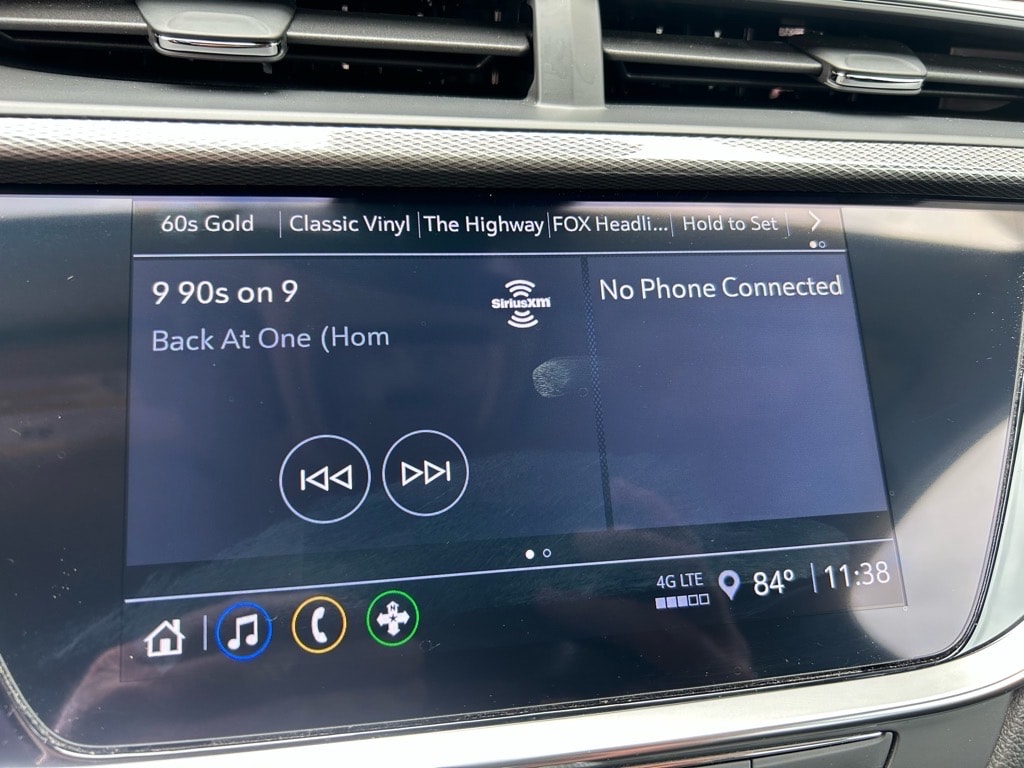 60s Gold | Classic Vinyl | The Highway | FOX Headli... | Hold to Set
9 90s on 9
SiriusXM
No Phone Connected
Back At One (Hom
4G LTE
84° | 11:38
N